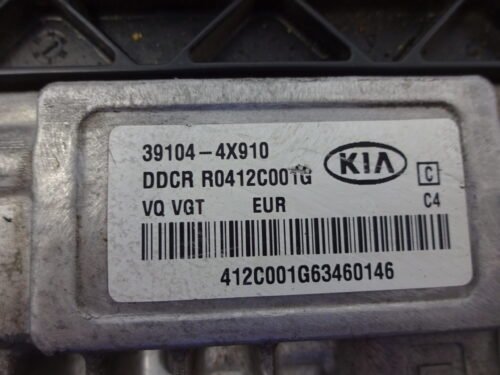 39104-4X910
DDCR R0412C001G
KIA
C
VQ VGT EUR
C4
412C001G63460146